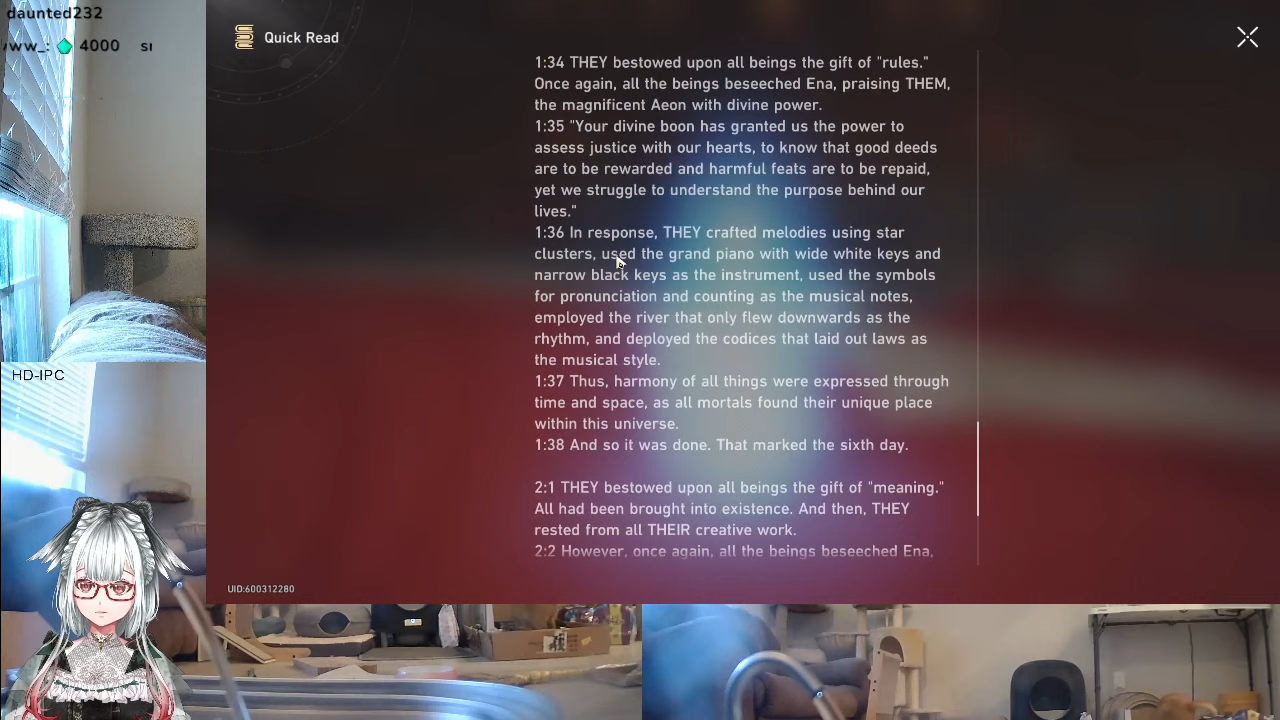 daunted232
ww_: 4000
Quick Read
1:34 THEY bestowed upon all beings the gift of "rules."
Once again, all the beings beseeched Ena, praising THEM,
the magnificent Aeon with divine power.
1:35 "Your divine boon has granted us the power to
assess justice with our hearts, to know that good deeds
are to be rewarded and harmful feats are to be repaid,
yet we struggle to understand the purpose behind our
lives."
1:36 In response, THEY crafted melodies using star
clusters, used the grand piano with wide white keys and
narrow black keys as the instrument, used the symbols
for pronunciation and counting as the musical notes,
employed the river that only flew downwards as the
rhythm, and deployed the codices that laid out laws as
the musical style.
1:37 Thus, harmony of all things were expressed through
time and space, as all mortals found their unique place
within this universe.
1:38 And so it was done. That marked the sixth day.
2:1 THEY bestowed upon all beings the gift of "meaning."
All had been brought into existence. And then, THEY
rested from all THEIR creative work.
2:2 However, once again, all the beings beseeched Ena,
HD-IPC
UID:600312280